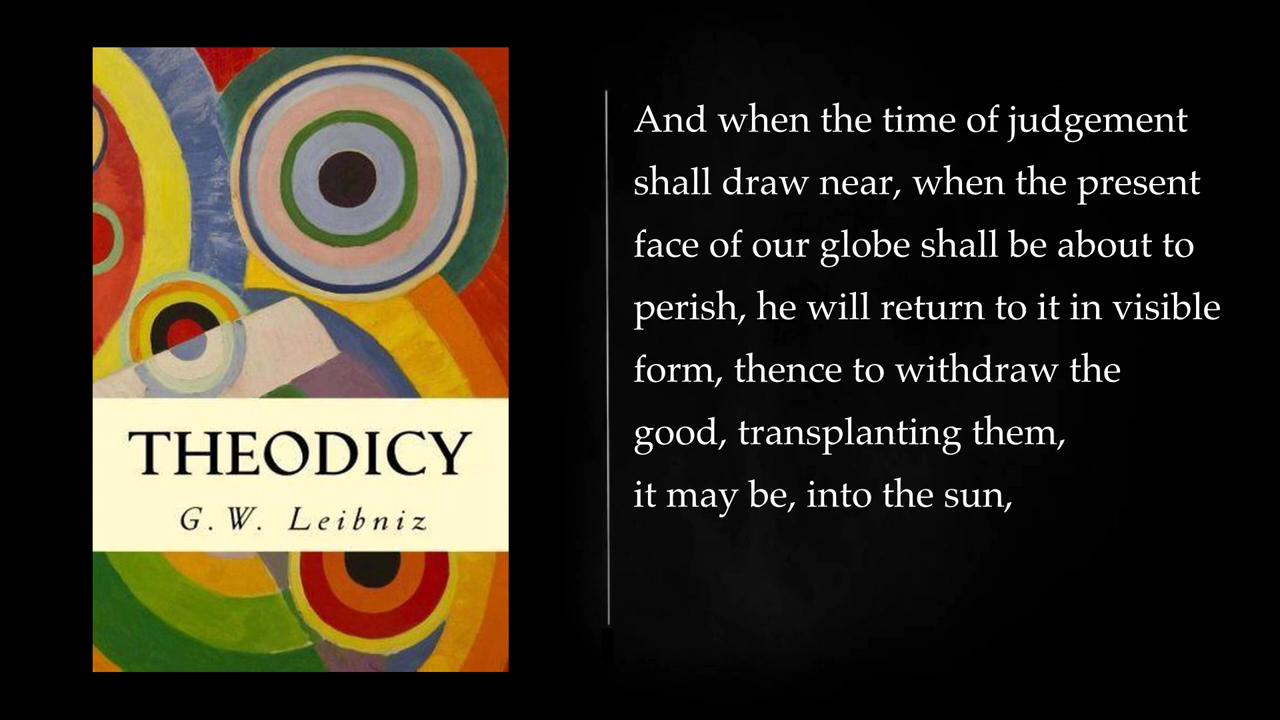 THEODICY
G. W. Leibniz
And when the time of judgement
shall draw near, when the present
face of our globe shall be about to
perish, he will return to it in visible
form, thence to withdraw the
good, transplanting them,
it may be, into the sun,